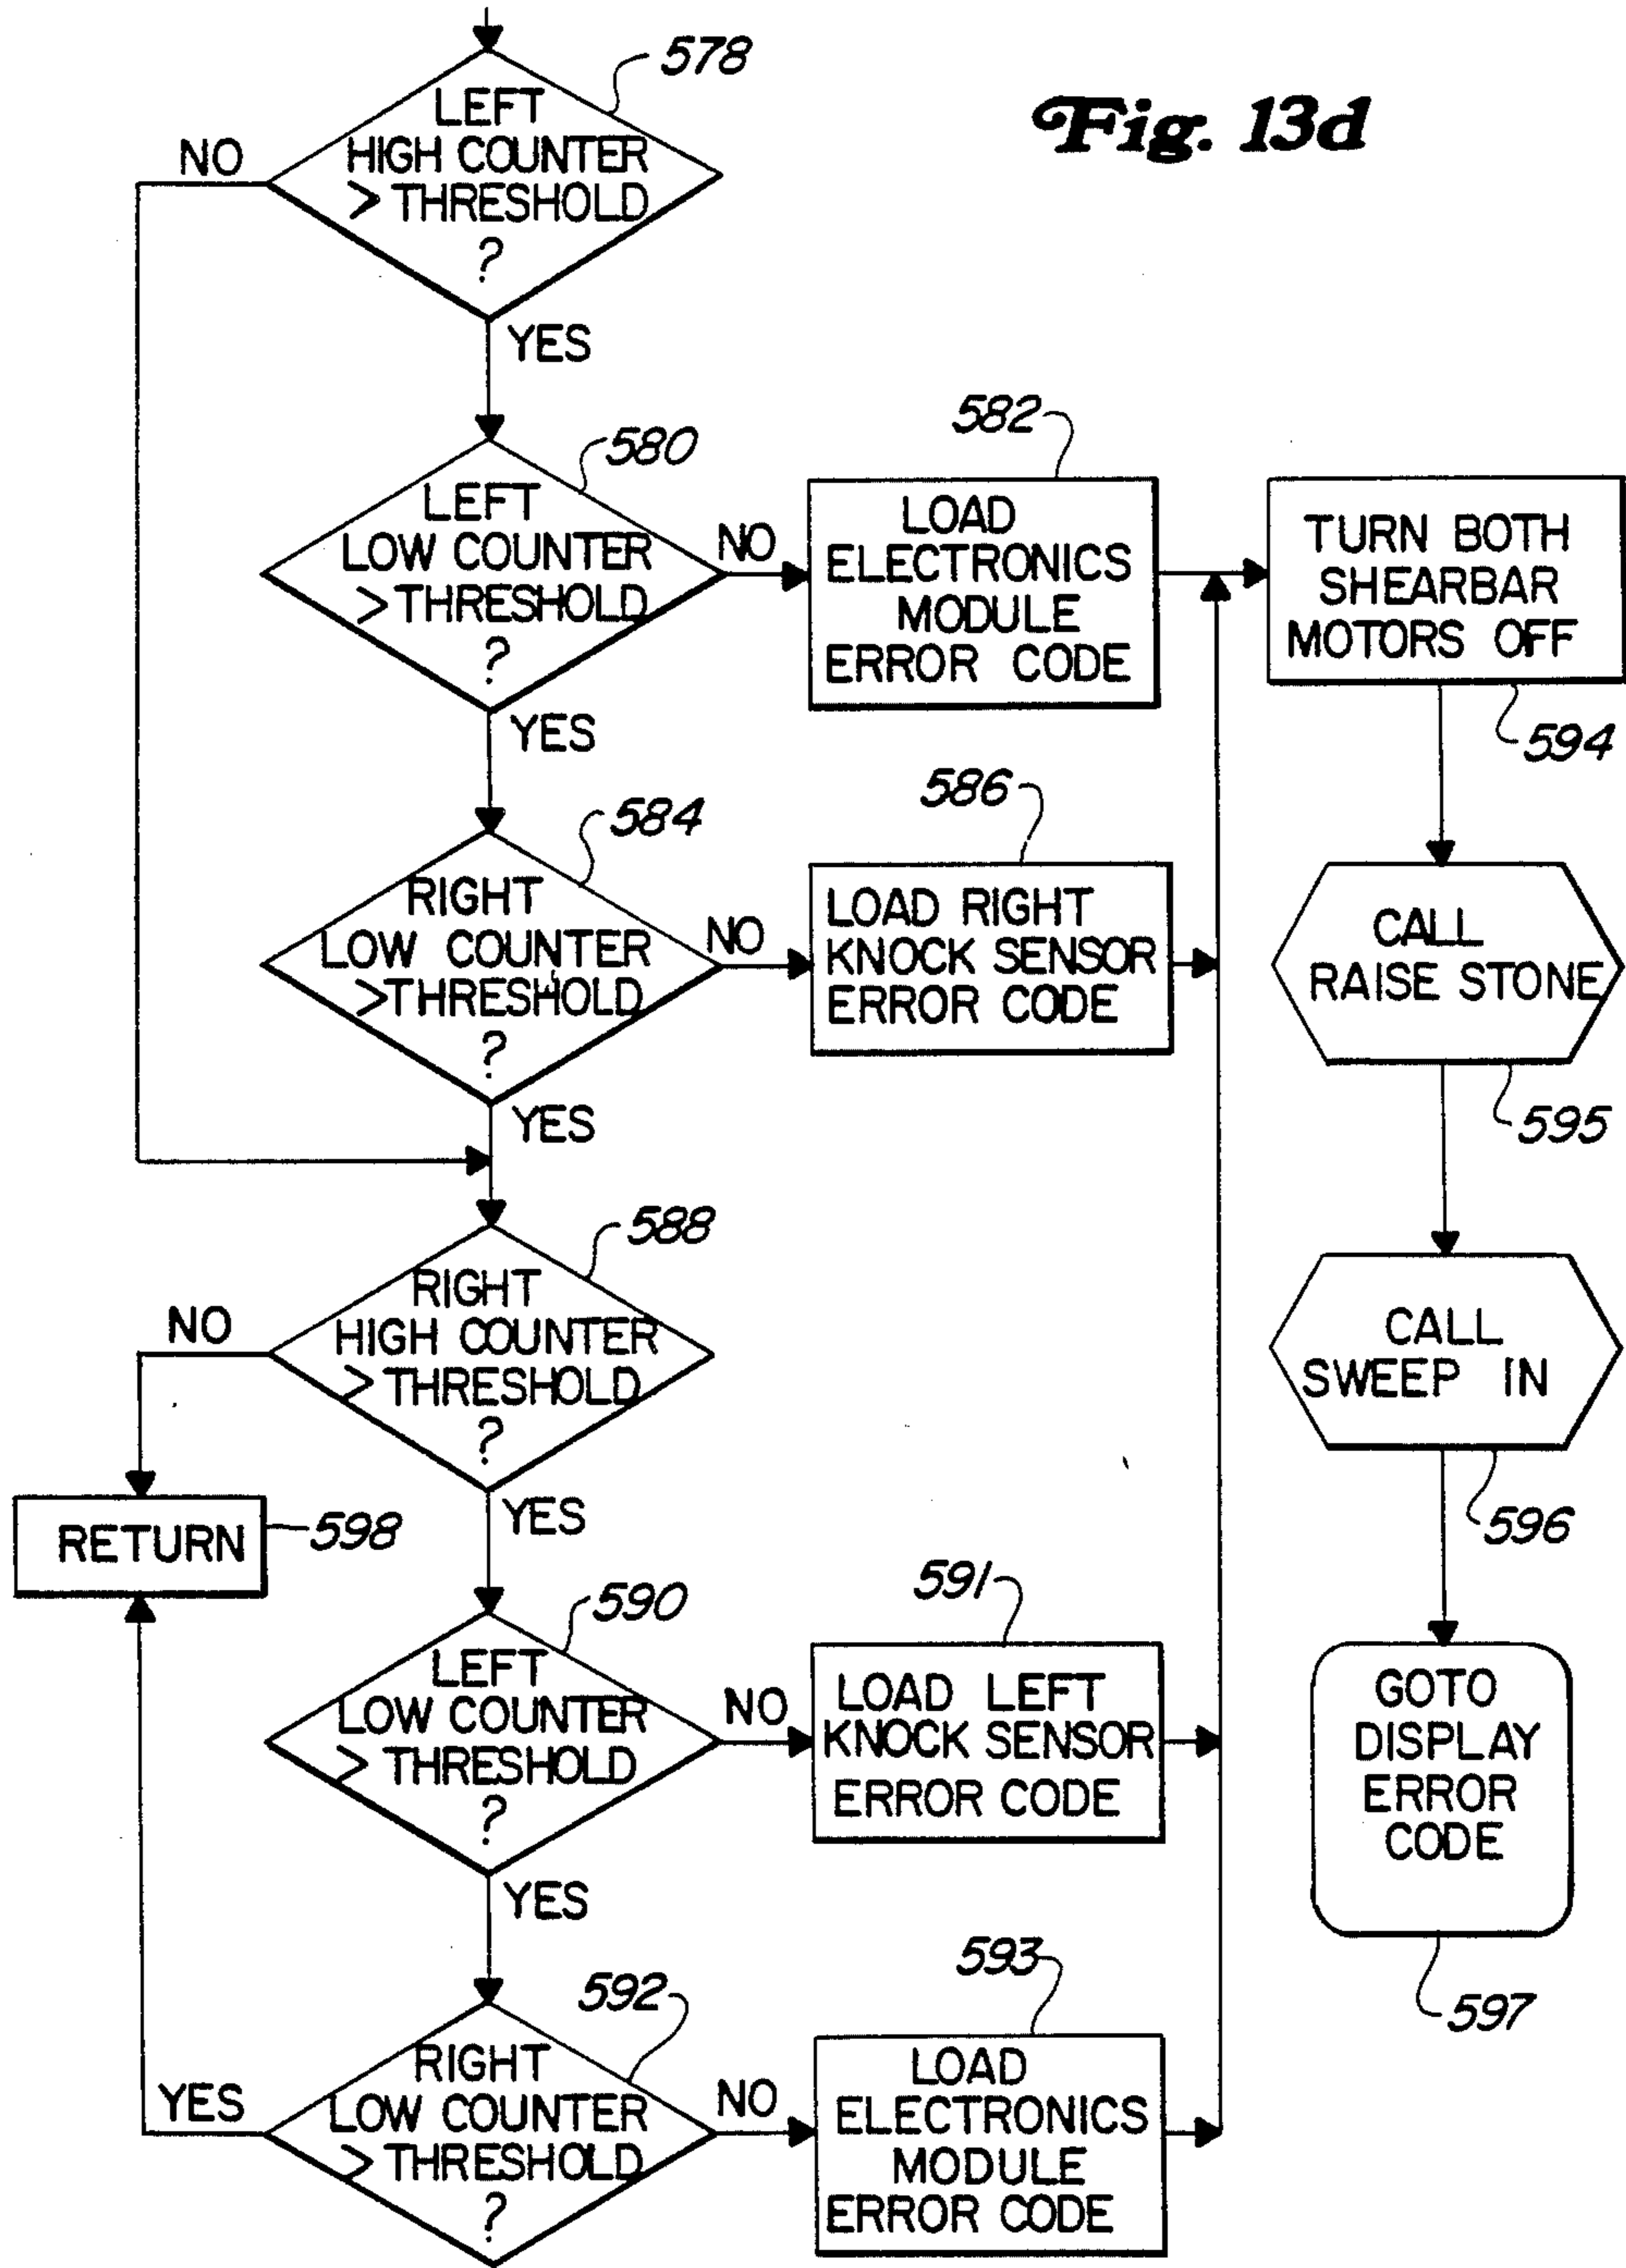 Fig. 13d
578
LEFT
HIGH COUNTER
> THRESHOLD
?
NO
YES
580
LEFT
LOW COUNTER
> THRESHOLD
?
NO
YES
582
LOAD
ELECTRONICS
MODULE
ERROR CODE
TURN BOTH
SHEARBAR
MOTORS OFF
594
584
RIGHT
LOW COUNTER
> THRESHOLD
?
NO
YES
586
LOAD RIGHT
KNOCK SENSOR
ERROR CODE
CALL
RAISE STONE
595
588
RIGHT
HIGH COUNTER
> THRESHOLD
?
NO
YES
CALL
SWEEP IN
596
RETURN
598
590
LEFT
LOW COUNTER
> THRESHOLD
?
NO
YES
591
LOAD LEFT
KNOCK SENSOR
ERROR CODE
GOTO
DISPLAY
ERROR
CODE
597
592
RIGHT
LOW COUNTER
> THRESHOLD
?
YES
NO
593
LOAD
ELECTRONICS
MODULE
ERROR CODE